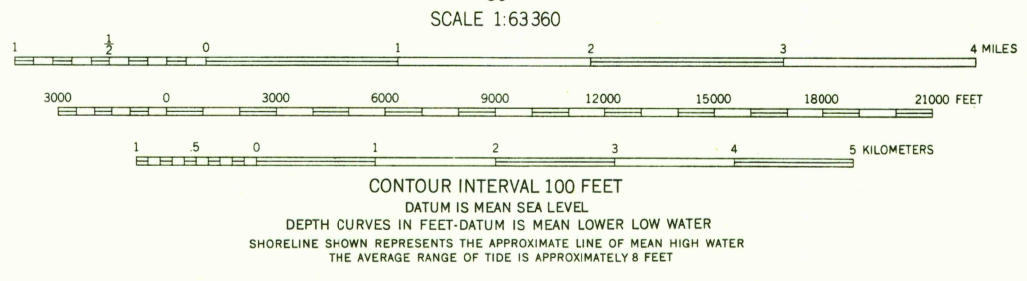 SCALE 1:63360
1 ½ 0 1 2 3 4 MILES
3000 0 3000 6000 9000 12000 15000 18000 21000 FEET
1 .5 0 1 2 3 4 5 KILOMETERS
CONTOUR INTERVAL 100 FEET
DATUM IS MEAN SEA LEVEL
DEPTH CURVES IN FEET-DATUM IS MEAN LOWER LOW WATER
SHORELINE SHOWN REPRESENTS THE APPROXIMATE LINE OF MEAN HIGH WATER
THE AVERAGE RANGE OF TIDE IS APPROXIMATELY 8 FEET